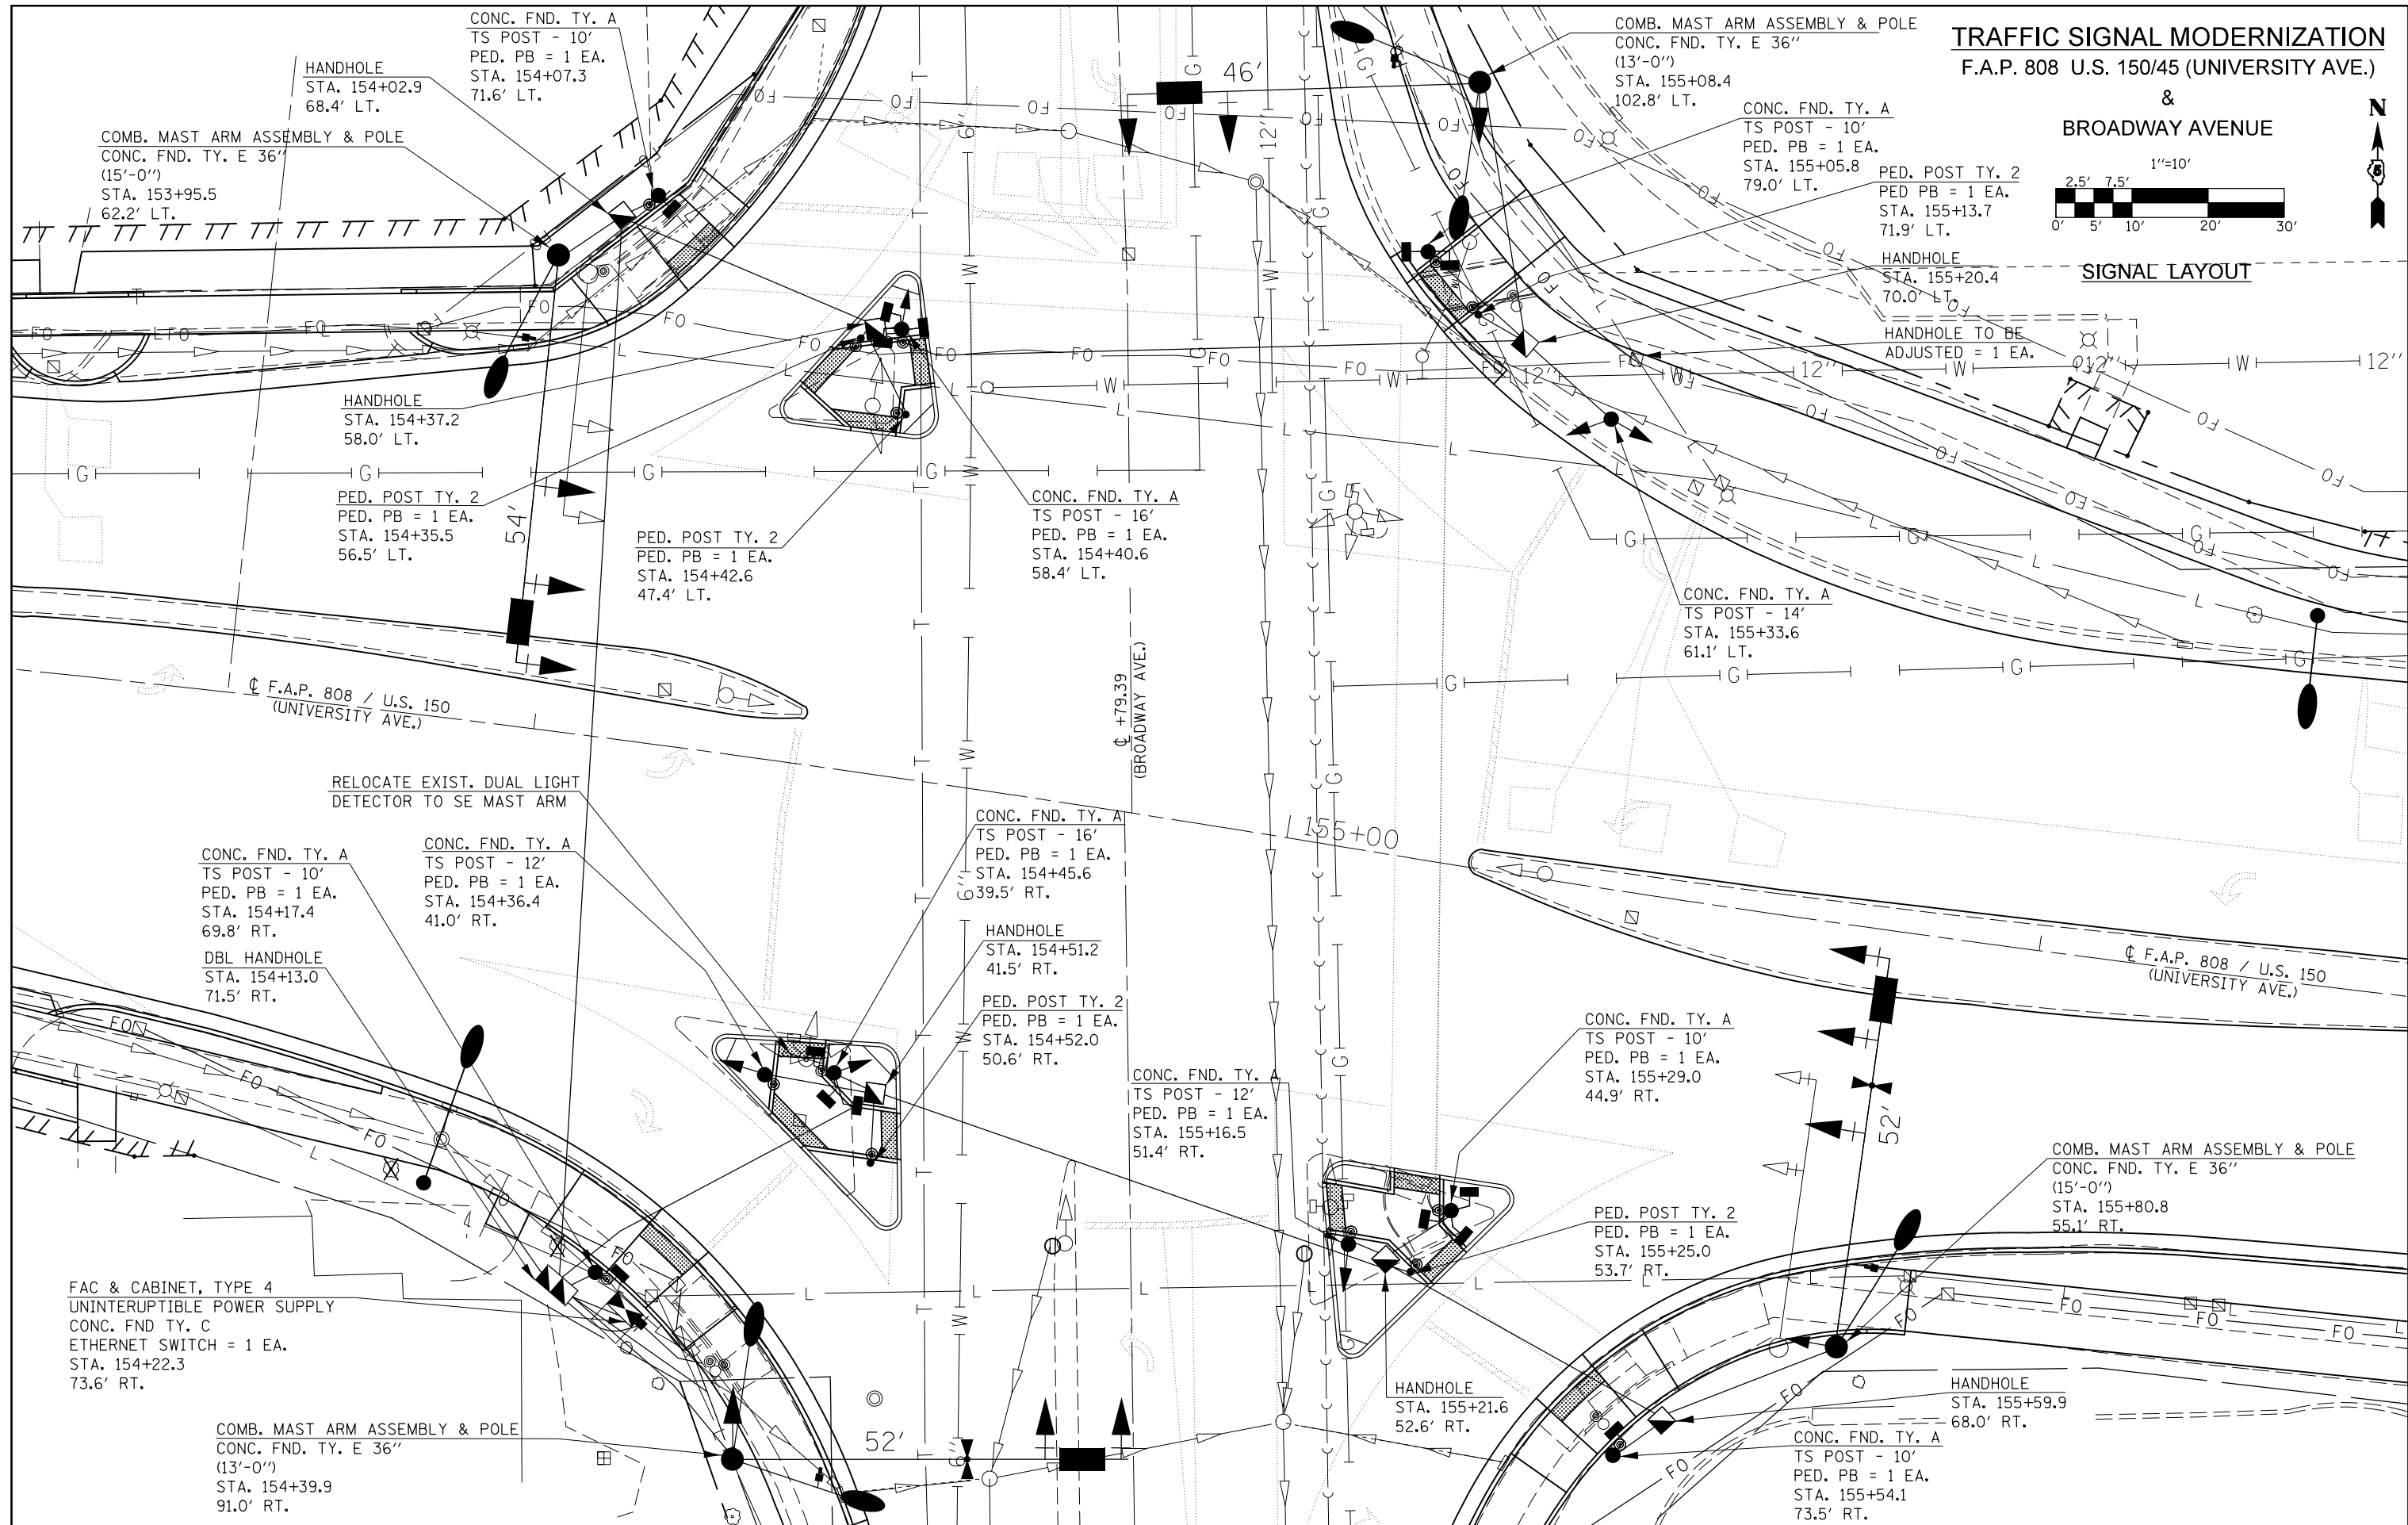 TRAFFIC SIGNAL MODERNIZATION
F.A.P. 808 U.S. 150/45 (UNIVERSITY AVE.)
&
BROADWAY AVENUE
N
1"=10'
2.5' 7.5'
0' 5' 10' 20' 30'
SIGNAL LAYOUT
CONC. FND. TY. A
TS POST - 10'
PED. PB = 1 EA.
STA. 154+07.3
71.6' LT.
HANDHOLE
STA. 154+02.9
68.4' LT.
COMB. MAST ARM ASSEMBLY & POLE
CONC. FND. TY. E 36"
(15'-0")
STA. 153+95.5
62.2' LT.
46'
COMB. MAST ARM ASSEMBLY & POLE
CONC. FND. TY. E 36"
(13'-0")
STA. 155+08.4
102.8' LT.
CONC. FND. TY. A
TS POST - 10'
PED. PB = 1 EA.
STA. 155+05.8
79.0' LT.
PED. POST TY. 2
PED PB = 1 EA.
STA. 155+13.7
71.9' LT.
HANDHOLE
STA. 155+20.4
70.0' LT.
HANDHOLE TO BE
ADJUSTED = 1 EA.
HANDHOLE
STA. 154+37.2
58.0' LT.
PED. POST TY. 2
PED. PB = 1 EA.
STA. 154+35.5
56.5' LT.
54'
PED. POST TY. 2
PED. PB = 1 EA.
STA. 154+42.6
47.4' LT.
CONC. FND. TY. A
TS POST - 16'
PED. PB = 1 EA.
STA. 154+40.6
58.4' LT.
CONC. FND. TY. A
TS POST - 14'
STA. 155+33.6
61.1' LT.
℄ F.A.P. 808 / U.S. 150
(UNIVERSITY AVE.)
℄ +79.39
(BROADWAY AVE.)
155+00
RELOCATE EXIST. DUAL LIGHT
DETECTOR TO SE MAST ARM
CONC. FND. TY. A
TS POST - 10'
PED. PB = 1 EA.
STA. 154+17.4
69.8' RT.
CONC. FND. TY. A
TS POST - 12'
PED. PB = 1 EA.
STA. 154+36.4
41.0' RT.
CONC. FND. TY. A
TS POST - 16'
PED. PB = 1 EA.
STA. 154+45.6
39.5' RT.
DBL HANDHOLE
STA. 154+13.0
71.5' RT.
HANDHOLE
STA. 154+51.2
41.5' RT.
PED. POST TY. 2
PED. PB = 1 EA.
STA. 154+52.0
50.6' RT.
℄ F.A.P. 808 / U.S. 150
(UNIVERSITY AVE.)
CONC. FND. TY. A
TS POST - 12'
PED. PB = 1 EA.
STA. 155+16.5
51.4' RT.
CONC. FND. TY. A
TS POST - 10'
PED. PB = 1 EA.
STA. 155+29.0
44.9' RT.
52'
COMB. MAST ARM ASSEMBLY & POLE
CONC. FND. TY. E 36"
(15'-0")
STA. 155+80.8
55.1' RT.
PED. POST TY. 2
PED. PB = 1 EA.
STA. 155+25.0
53.7' RT.
FAC & CABINET, TYPE 4
UNINTERUPTIBLE POWER SUPPLY
CONC. FND TY. C
ETHERNET SWITCH = 1 EA.
STA. 154+22.3
73.6' RT.
COMB. MAST ARM ASSEMBLY & POLE
CONC. FND. TY. E 36"
(13'-0")
STA. 154+39.9
91.0' RT.
52'
HANDHOLE
STA. 155+21.6
52.6' RT.
HANDHOLE
STA. 155+59.9
68.0' RT.
CONC. FND. TY. A
TS POST - 10'
PED. PB = 1 EA.
STA. 155+54.1
73.5' RT.